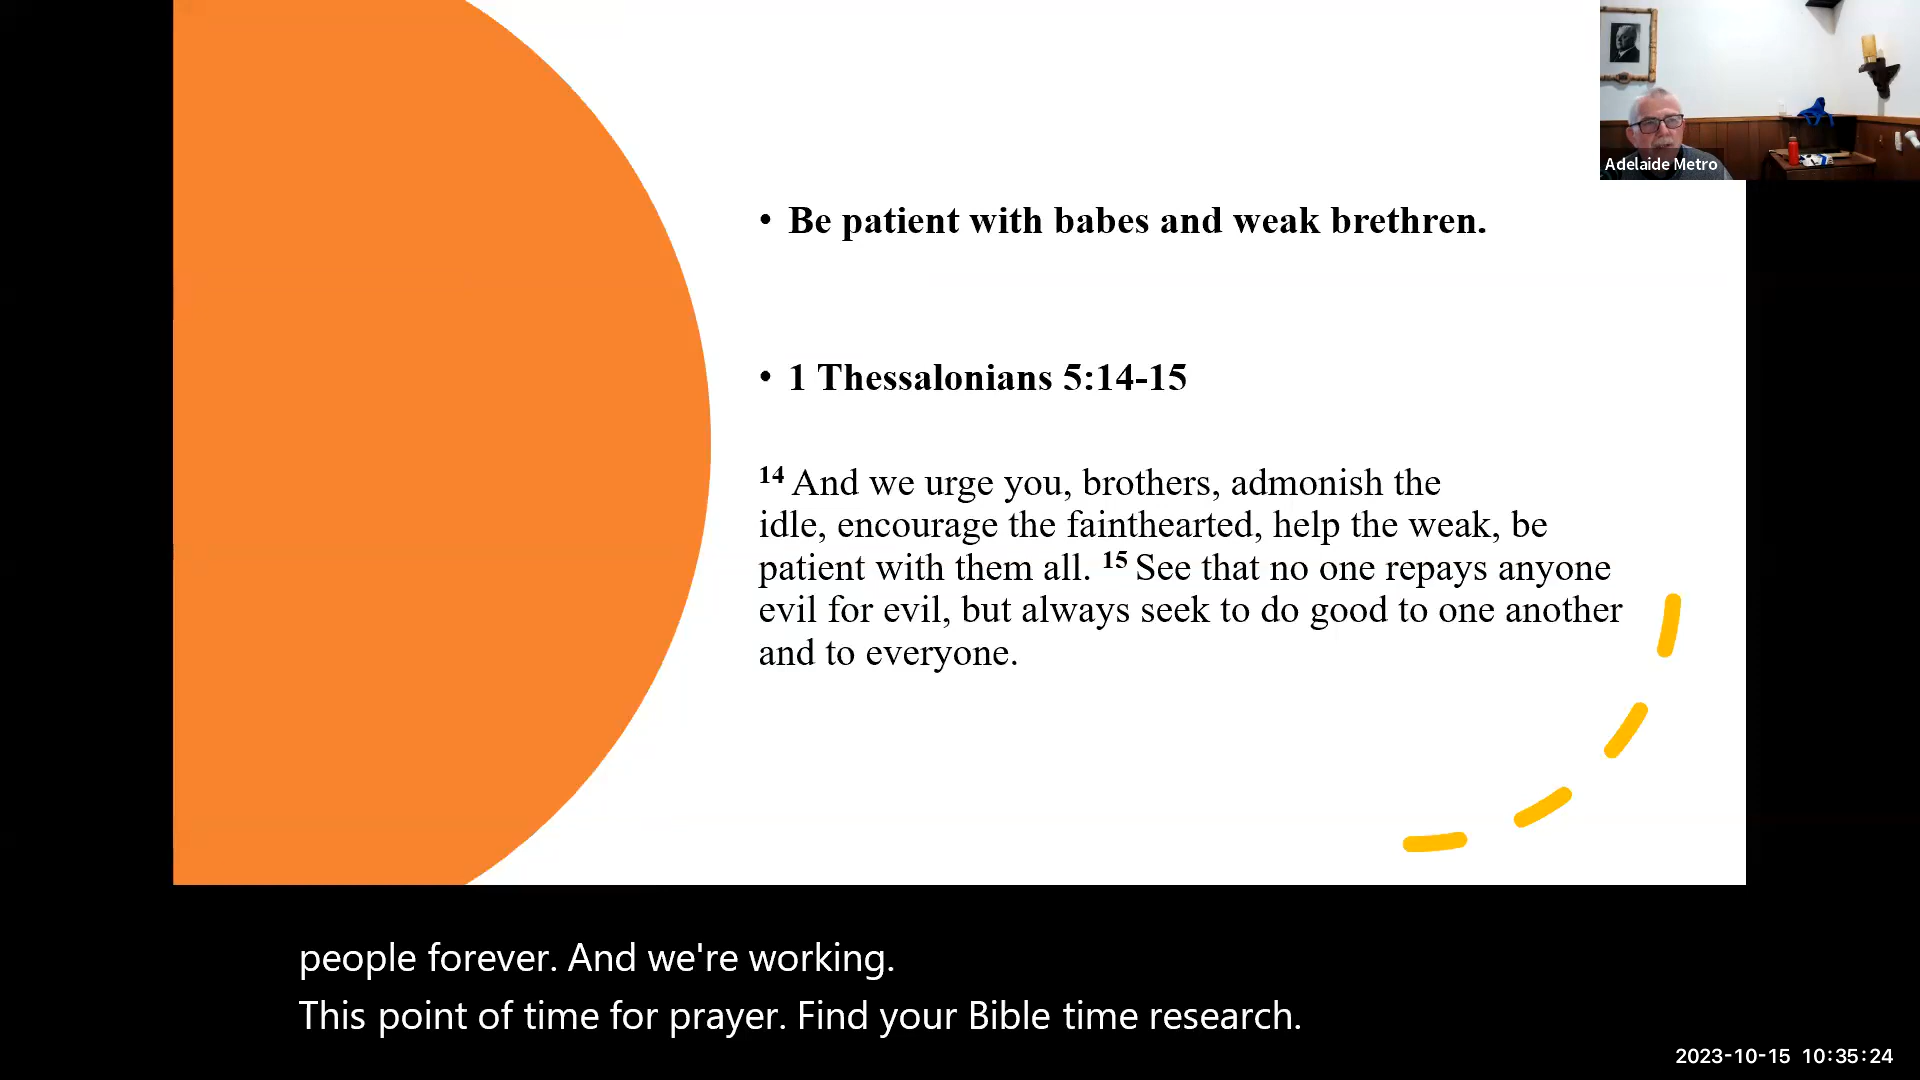 Adelaide Metro
• Be patient with babes and weak brethren.
• 1 Thessalonians 5:14-15
14 And we urge you, brothers, admonish the
idle, encourage the fainthearted, help the weak, be
patient with them all. 15 See that no one repays anyone
evil for evil, but always seek to do good to one another
and to everyone.
people forever. And we're working.
This point of time for prayer. Find your Bible time research.
2023-10-15 10:35:24